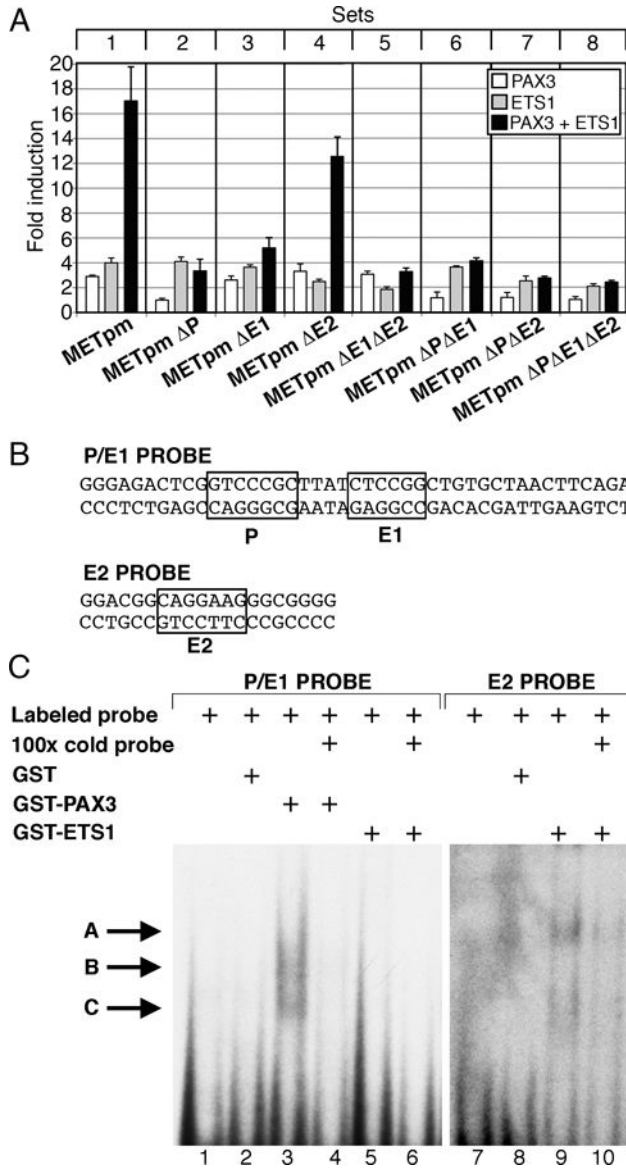 A
Sets
1 2 3 4 5 6 7 8
Fold induction
20
18
16
14
12
10
8
6
4
2
0
PAX3
ETS1
PAX3 + ETS1
METpm
METpm ΔP
METpm ΔE1
METpm ΔE2
METpm ΔE1ΔE2
METpm ΔPΔE1
METpm ΔPΔE2
METpm ΔPΔE1ΔE2
B
P/E1 PROBE
GGGAGACTCGGTCCCGCTTATCTCCGGCTGTGCTAACTTCAGA
CCCTCTGAGCCAGGGCGAATAGAGGCCGACACGATTGAAGTCT
P E1
E2 PROBE
GGACGGCAGGAAGGGCGGGG
CCTGCCGTCCTTCCCGCCCC
E2
C
P/E1 PROBE E2 PROBE
Labeled probe + + + + + + + + + +
100x cold probe + + +
GST + +
GST-PAX3 + +
GST-ETS1 + + + +
A
B
C
1 2 3 4 5 6 7 8 9 10